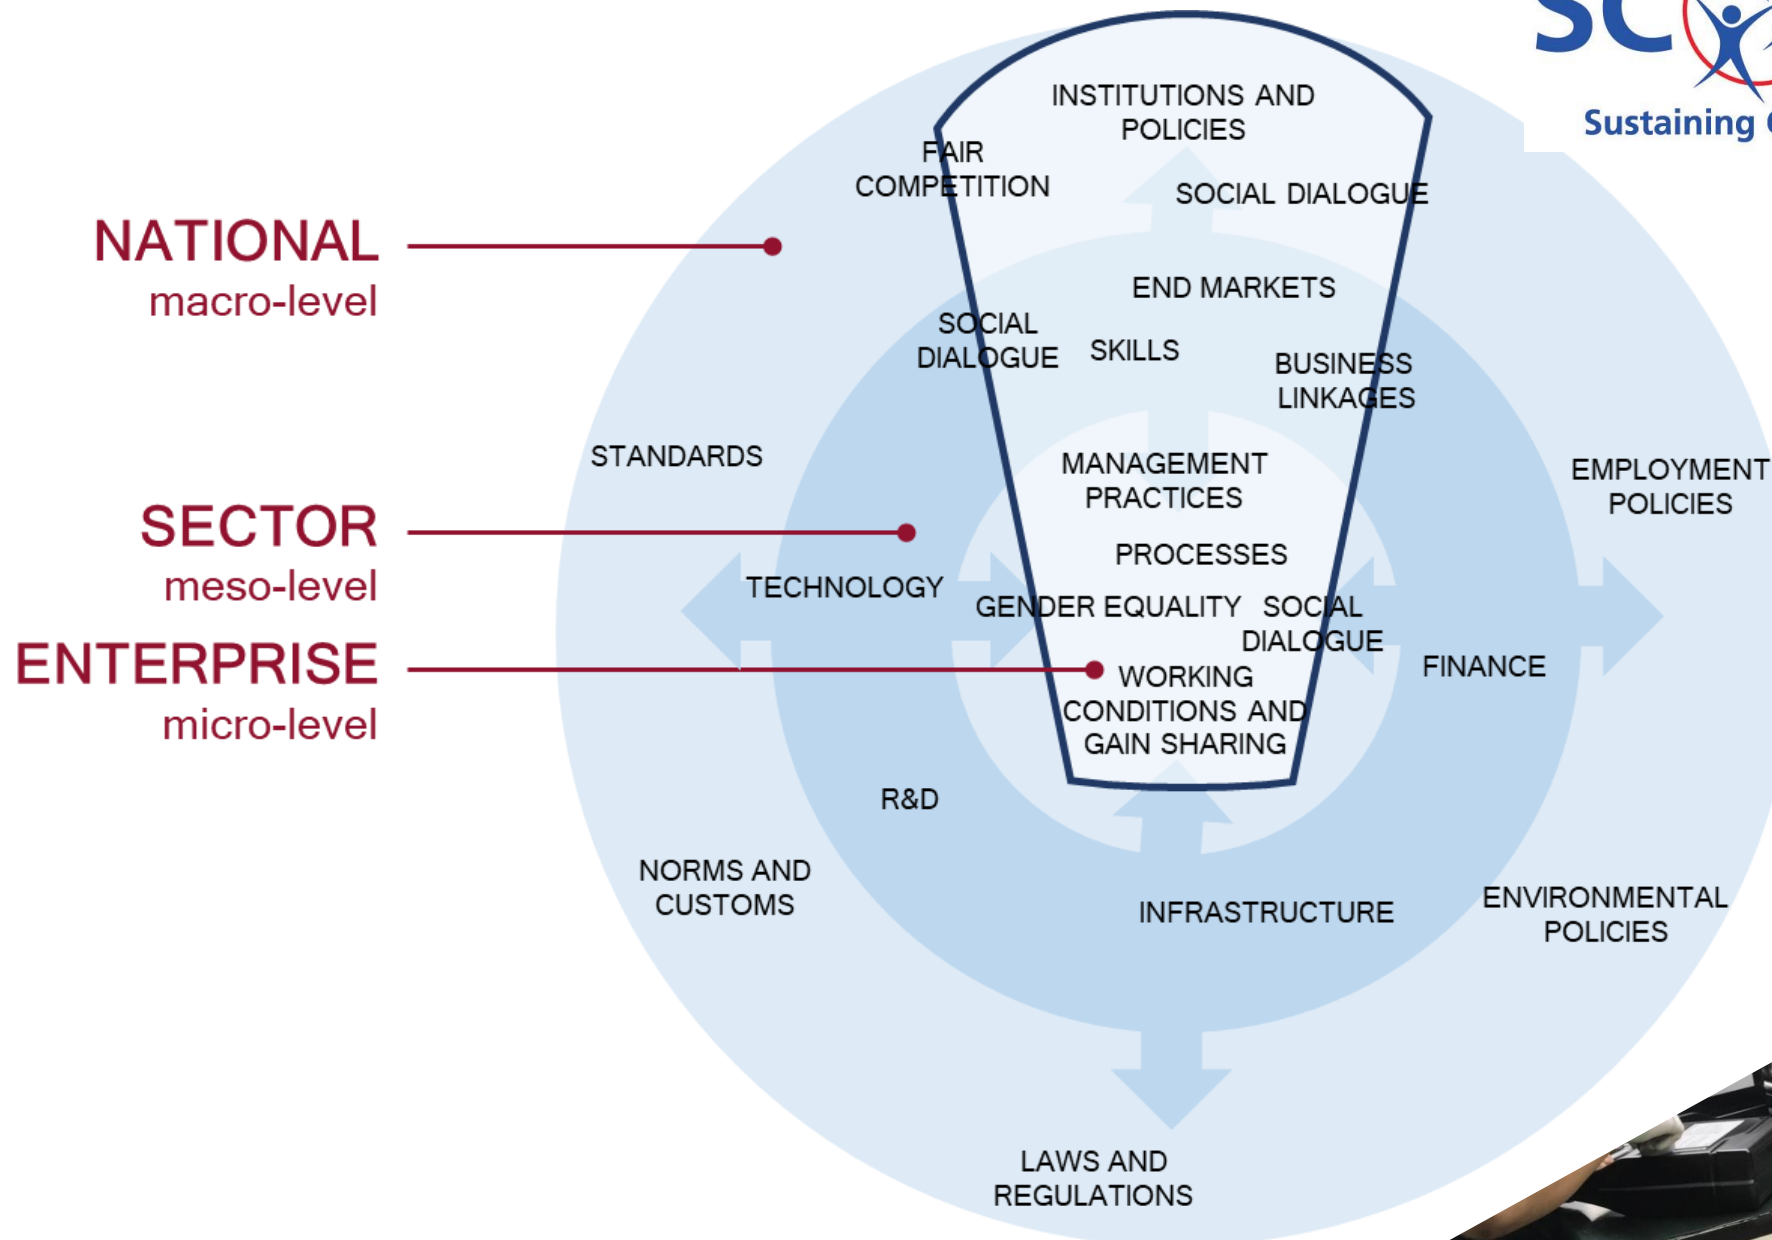 SC
Sustaining
INSTITUTIONS AND
POLICIES
FAIR
COMPETITION
SOCIAL DIALOGUE
NATIONAL
macro-level
END MARKETS
SOCIAL
DIALOGUE
SKILLS
BUSINESS
LINKAGES
STANDARDS
MANAGEMENT
PRACTICES
EMPLOYMENT
POLICIES
SECTOR
meso-level
PROCESSES
TECHNOLOGY
GENDER EQUALITY
SOCIAL
DIALOGUE
ENTERPRISE
micro-level
FINANCE
WORKING
CONDITIONS AND
GAIN SHARING
R&D
NORMS AND
CUSTOMS
INFRASTRUCTURE
ENVIRONMENTAL
POLICIES
LAWS AND
REGULATIONS